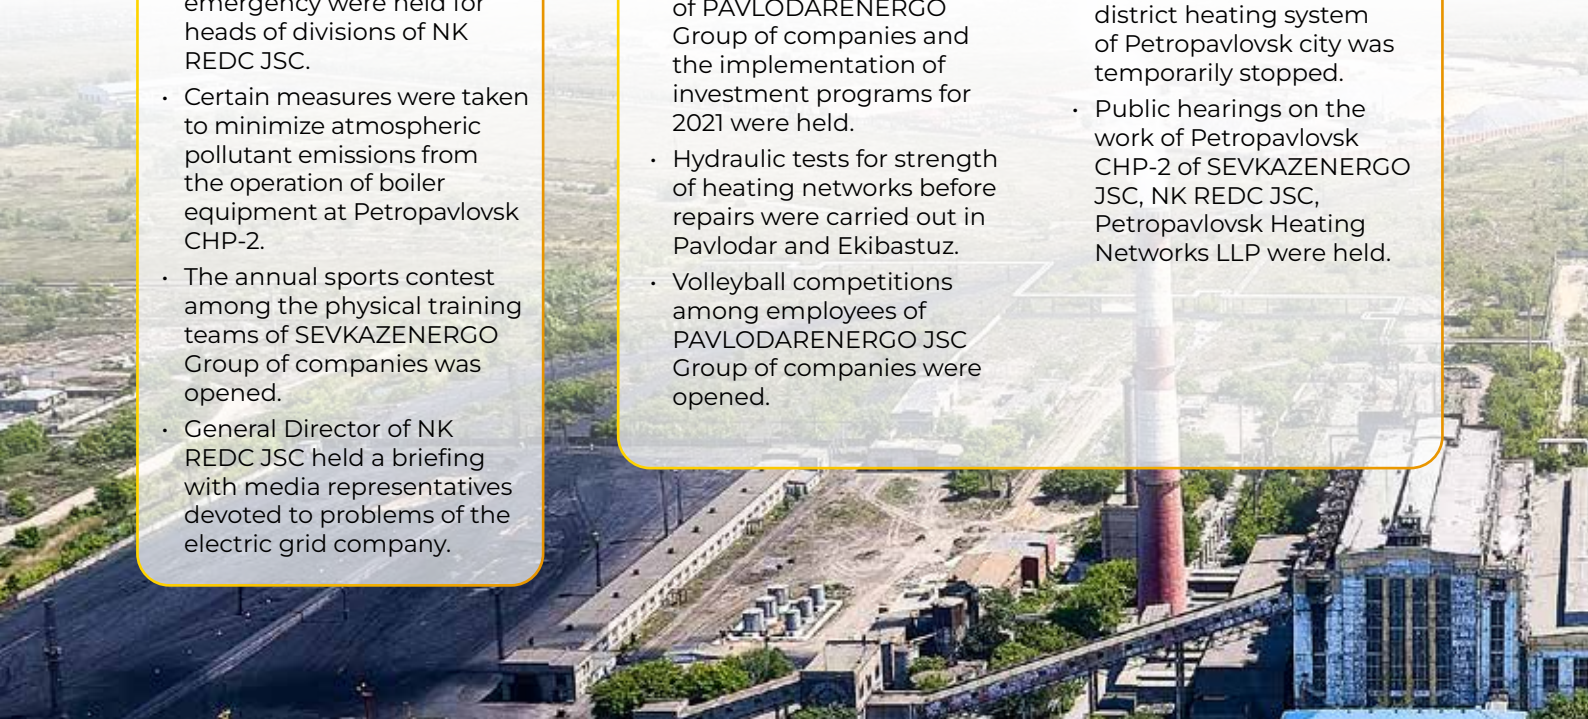 emergency were held for
heads of divisions of NK
REDC JSC.
• Certain measures were taken
to minimize atmospheric
pollutant emissions from
the operation of boiler
equipment at Petropavlovsk
CHP-2.
• The annual sports contest
among the physical training
teams of SEVKAZENERGO
Group of companies was
opened.
• General Director of NK
REDC JSC held a briefing
with media representatives
devoted to problems of the
electric grid company.
of PAVLODARENERGO
Group of companies and
the implementation of
investment programs for
2021 were held.
• Hydraulic tests for strength
of heating networks before
repairs were carried out in
Pavlodar and Ekibastuz.
• Volleyball competitions
among employees of
PAVLODARENERGO JSC
Group of companies were
opened.
district heating system
of Petropavlovsk city was
temporarily stopped.
• Public hearings on the
work of Petropavlovsk
CHP-2 of SEVKAZENERGO
JSC, NK REDC JSC,
Petropavlovsk Heating
Networks LLP were held.